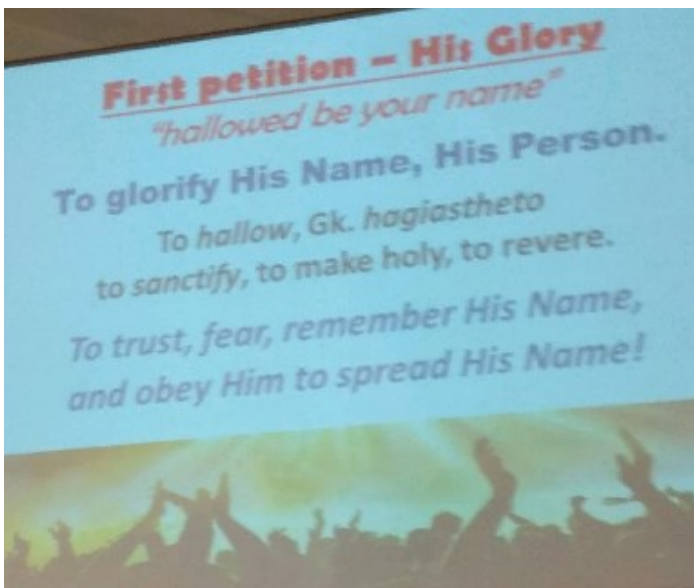 First petition – His Glory
“hallowed be your name”
To glorify His Name, His Person.
To hallow, Gk. hagiastheto
to sanctify, to make holy, to revere.
To trust, fear, remember His Name,
and obey Him to spread His Name!